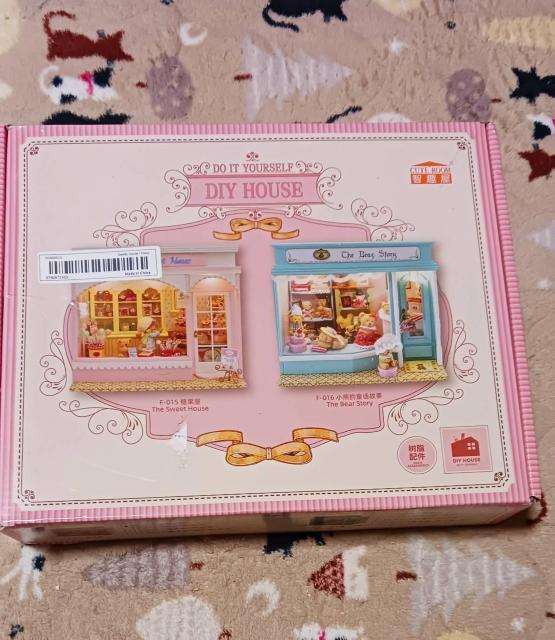 DO IT YOURSELF
DIY HOUSE
CUTE ROOM
智趣屋
Made in China
The Bear Story
F-015 糖果屋
The Sweet House
F-016 小熊的童话故事
The Bear Story
树脂
配件
DIY HOUSE